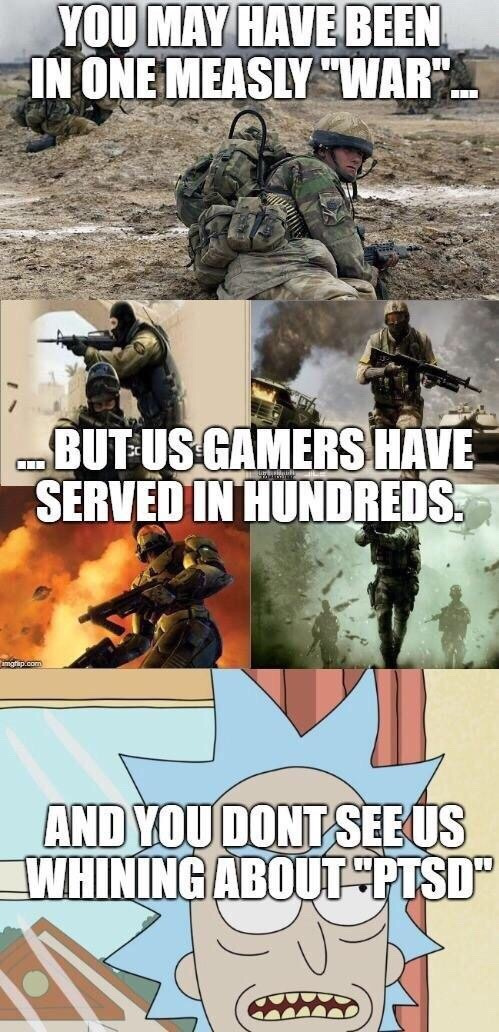 YOU MAY HAVE BEEN
IN ONE MEASLY "WAR"...
... BUT US GAMERS HAVE
SERVED IN HUNDREDS.
imgflip.com
AND YOU DONT SEE US
WHINING ABOUT "PTSD"